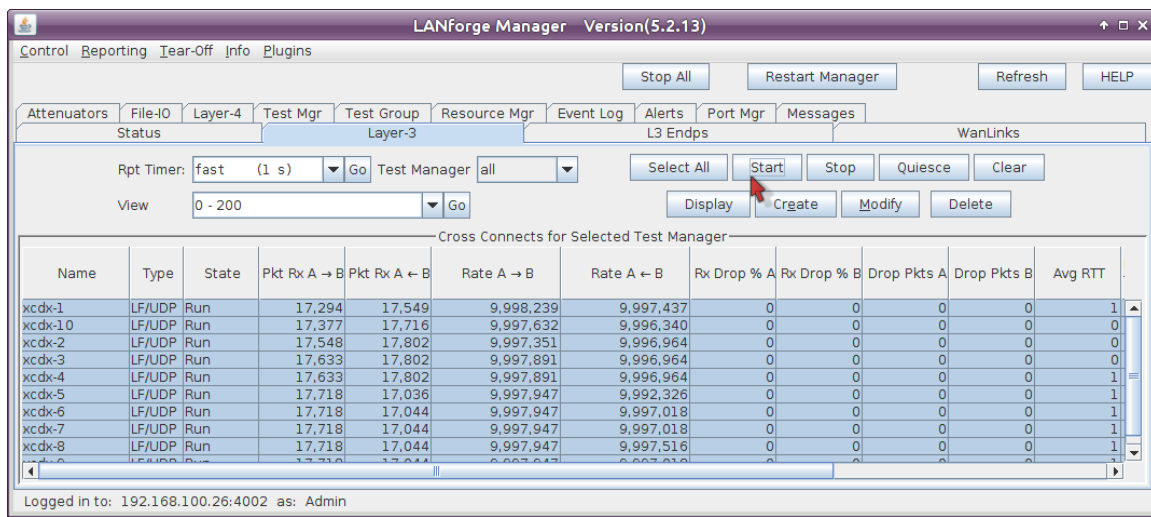 LANforge Manager Version(5.2.13)
Control Reporting Tear-Off Info Plugins
Stop All Restart Manager Refresh HELP
Attenuators File-IO Layer-4 Test Mgr Test Group Resource Mgr Event Log Alerts Port Mgr Messages
Status Layer-3 L3 Endps WanLinks
Rpt Timer: fast (1 s) Go Test Manager all Select All Start Stop Quiesce Clear
View 0 - 200 Go Display Create Modify Delete
Cross Connects for Selected Test Manager
Name Type State Pkt Rx A → B Pkt Rx A ← B Rate A → B Rate A ← B Rx Drop % A Rx Drop % B Drop Pkts A Drop Pkts B Avg RTT
xcdx-1 LF/UDP Run 17,294 17,549 9,998,239 9,997,437 0 0 0 0 1
xcdx-10 LF/UDP Run 17,377 17,716 9,997,632 9,996,340 0 0 0 0 0
xcdx-2 LF/UDP Run 17,548 17,802 9,997,351 9,996,964 0 0 0 0 0
xcdx-3 LF/UDP Run 17,633 17,802 9,997,891 9,996,964 0 0 0 0 0
xcdx-4 LF/UDP Run 17,633 17,802 9,997,891 9,996,964 0 0 0 0 1
xcdx-5 LF/UDP Run 17,718 17,036 9,997,947 9,992,326 0 0 0 0 1
xcdx-6 LF/UDP Run 17,718 17,044 9,997,947 9,997,018 0 0 0 0 1
xcdx-7 LF/UDP Run 17,718 17,044 9,997,947 9,997,018 0 0 0 0 1
xcdx-8 LF/UDP Run 17,718 17,044 9,997,947 9,997,516 0 0 0 0 1
Logged in to: 192.168.100.26:4002 as: Admin